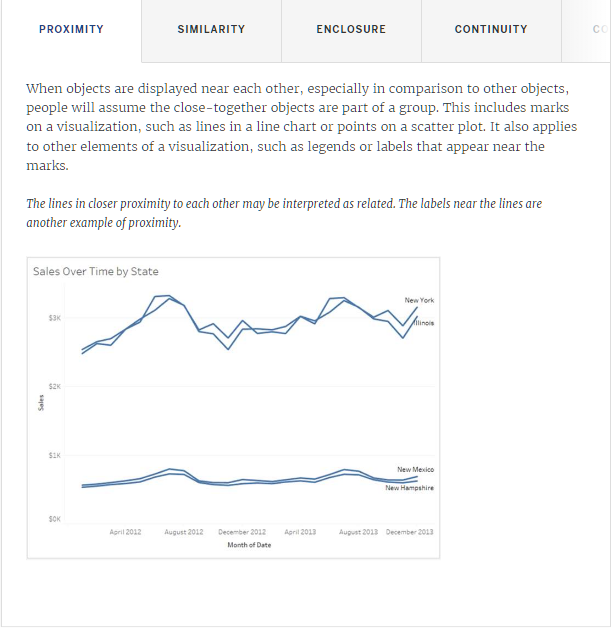 PROXIMITY SIMILARITY ENCLOSURE CONTINUITY CO
When objects are displayed near each other, especially in comparison to other objects,
people will assume the close-together objects are part of a group. This includes marks
on a visualization, such as lines in a line chart or points on a scatter plot. It also applies
to other elements of a visualization, such as legends or labels that appear near the
marks.
The lines in closer proximity to each other may be interpreted as related. The labels near the lines are
another example of proximity.
Sales Over Time by State
New York
$3K
Illinois
$2K
Sales
$1K
New Mexico
New Hampshire
$0K
April 2012 August 2012 December 2012 April 2013 August 2013 December 2013
Month of Date